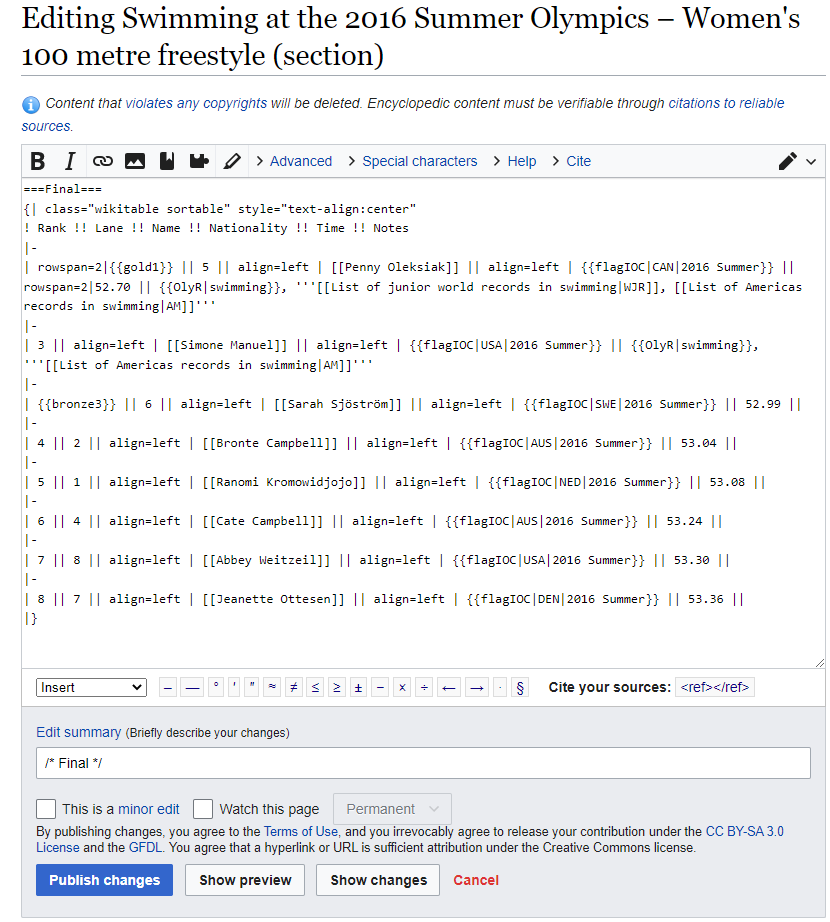 Editing Swimming at the 2016 Summer Olympics – Women's
100 metre freestyle (section)
Content that violates any copyrights will be deleted. Encyclopedic content must be verifiable through citations to reliable
sources.
B I > Advanced > Special characters > Help > Cite
===Final===
{| class="wikitable sortable" style="text-align:center"
! Rank !! Lane !! Name !! Nationality !! Time !! Notes
|-
| rowspan=2|{{gold1}} || 5 || align=left | [[Penny Oleksiak]] || align=left | {{flagIOC|CAN|2016 Summer}} ||
rowspan=2|52.70 || {{OlyR|swimming}}, '''[[List of junior world records in swimming|WJR]], [[List of Americas
records in swimming|AM]]'''
|-
| 3 || align=left | [[Simone Manuel]] || align=left | {{flagIOC|USA|2016 Summer}} || {{OlyR|swimming}},
'''[[List of Americas records in swimming|AM]]'''
|-
| {{bronze3}} || 6 || align=left | [[Sarah Sjöström]] || align=left | {{flagIOC|SWE|2016 Summer}} || 52.99 ||
|-
| 4 || 2 || align=left | [[Bronte Campbell]] || align=left | {{flagIOC|AUS|2016 Summer}} || 53.04 ||
|-
| 5 || 1 || align=left | [[Ranomi Kromowidjojo]] || align=left | {{flagIOC|NED|2016 Summer}} || 53.08 ||
|-
| 6 || 4 || align=left | [[Cate Campbell]] || align=left | {{flagIOC|AUS|2016 Summer}} || 53.24 ||
|-
| 7 || 8 || align=left | [[Abbey Weitzeil]] || align=left | {{flagIOC|USA|2016 Summer}} || 53.30 ||
|-
| 8 || 7 || align=left | [[Jeanette Ottesen]] || align=left | {{flagIOC|DEN|2016 Summer}} || 53.36 ||
|}
Insert – — ° ′ ″ ≈ ≠ ≤ ≥ ± − × ÷ ← → · § Cite your sources: <ref></ref>
Edit summary (Briefly describe your changes)
/* Final */
This is a minor edit Watch this page Permanent
By publishing changes, you agree to the Terms of Use, and you irrevocably agree to release your contribution under the CC BY-SA 3.0
License and the GFDL. You agree that a hyperlink or URL is sufficient attribution under the Creative Commons license.
Publish changes Show preview Show changes Cancel